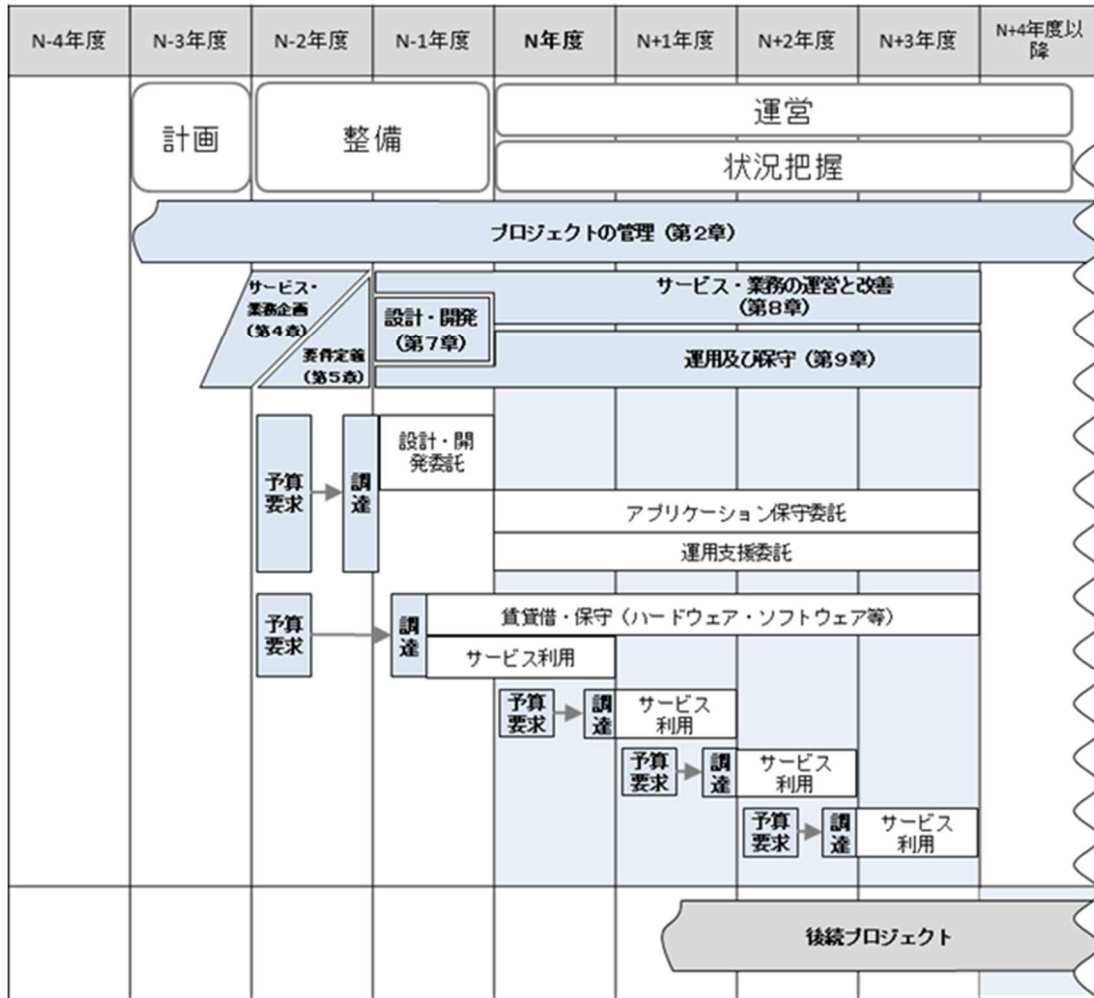 N-4年度
N-3年度
N-2年度
N-1年度
N年度
N+1年度
N+2年度
N+3年度
N+4年度以
降
計画
整備
運営
状況把握
プロジェクトの管理（第2章）
サービス・
業務企画
（第4章）
要件定義
（第5章）
設計・開発
（第7章）
サービス・業務の運営と改善
（第8章）
運用及び保守（第9章）
予算
要求
調
達
設計・開
発委託
アプリケーション保守委託
運用支援委託
予算
要求
調
達
賃貸借・保守（ハードウェア・ソフトウェア等）
サービス利用
予算
要求
調
達
サービス
利用
予算
要求
調
達
サービス
利用
予算
要求
調
達
サービス
利用
後続プロジェクト